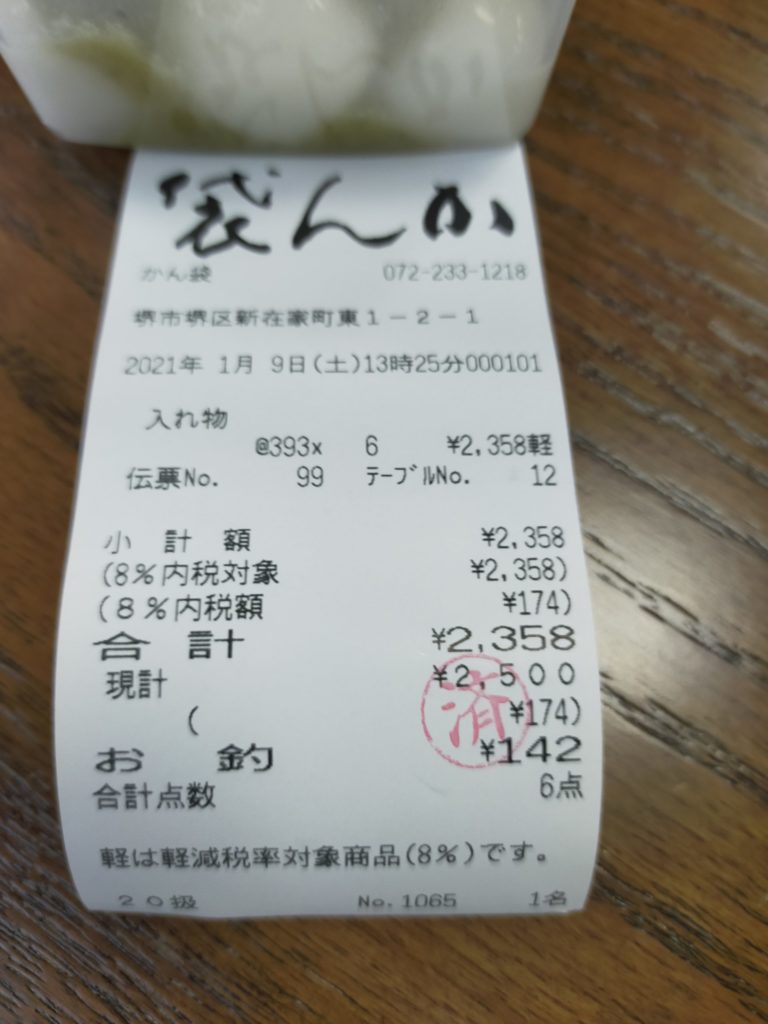 袋んか
かん袋 072-233-1218
堺市堺区新在家町東1-2-1
2021年 1月 9日(土)13時25分000101
入れ物
@393x 6 ¥2,358軽
伝票No. 99 テーブルNo. 12
小 計 額 ¥2,358
(8%内税対象 ¥2,358)
(8%内税額 ¥174)
合 計 ¥2,358
現計 ¥2,500
( ¥174)
済
お 釣 ¥142
合計点数 6点
軽は軽減税率対象商品(8%)です。
20扱 No.1065 1名